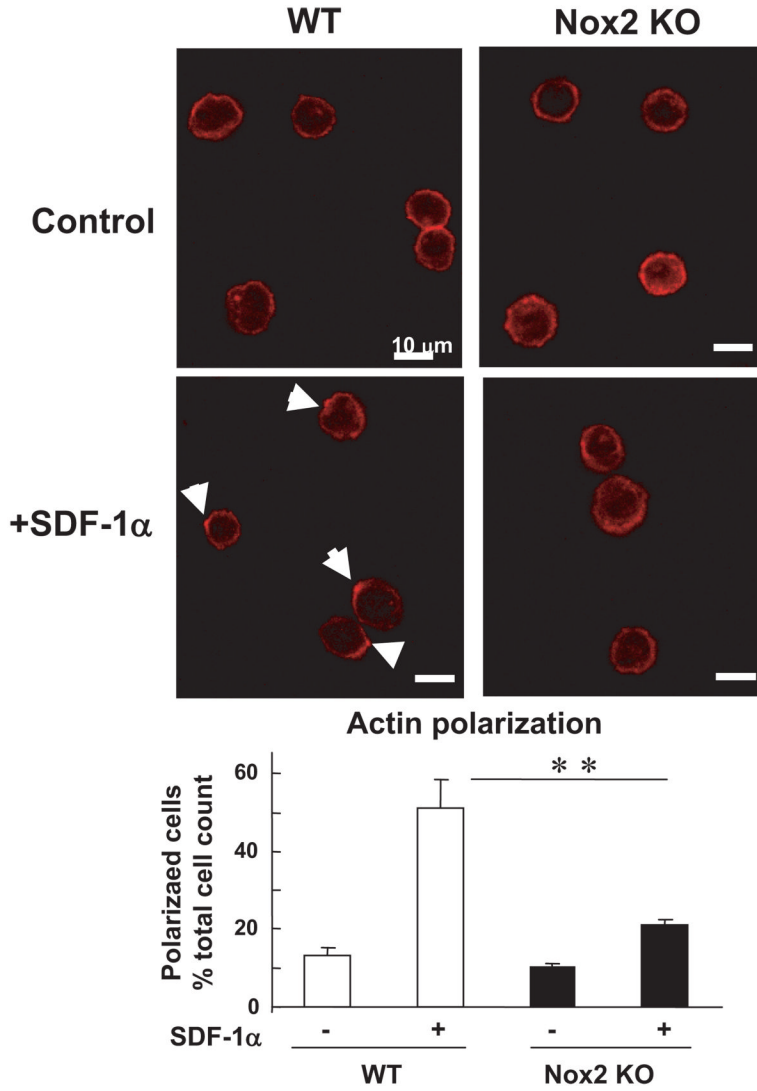 WT Nox2 KO
Control
10 μm
+SDF-1α
Actin polarization
Polarizaed cells
% total cell count
60
40
20
0
* *
SDF-1α - + - +
WT Nox2 KO